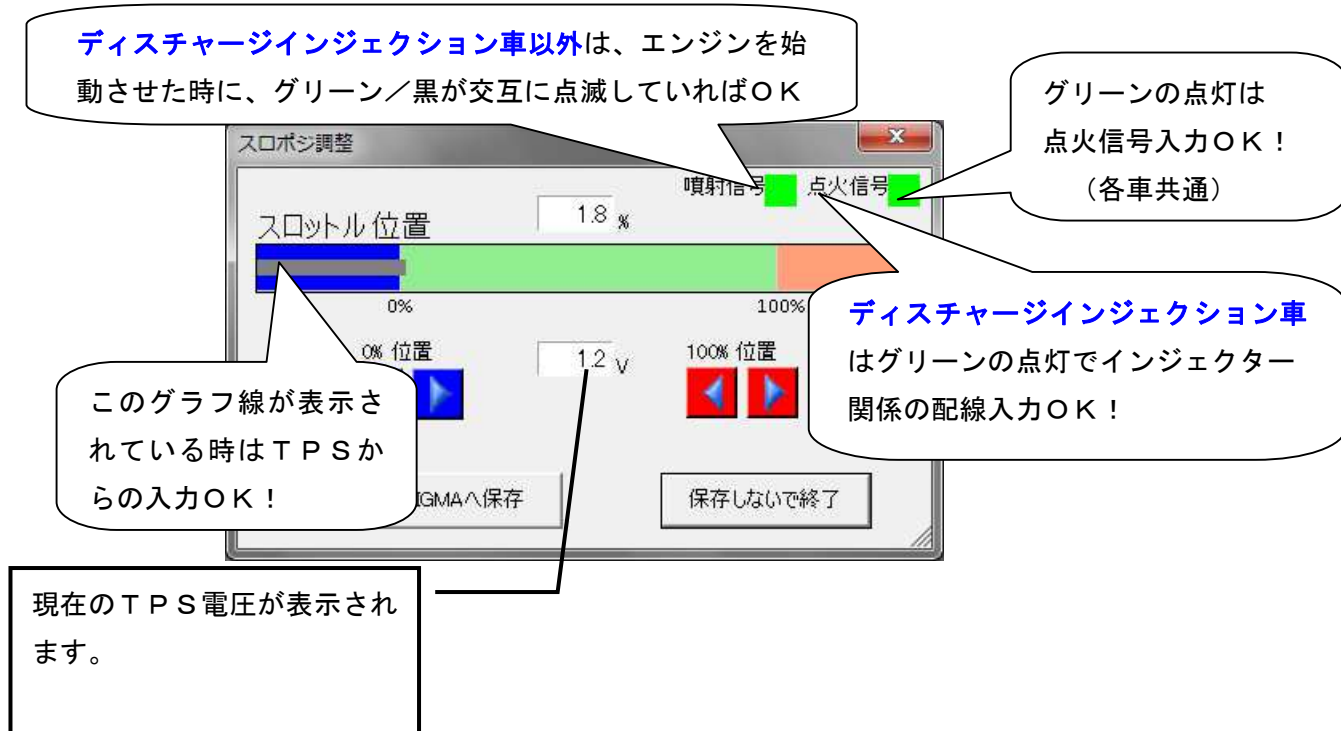 ディスチャージインジェクション車以外は、エンジンを始
動させた時に、グリーン／黒が交互に点滅していればＯＫ
グリーンの点灯は
点火信号入力ＯＫ！
（各車共通）
スロポジ調整
噴射信号 点火信号
スロットル位置 1.8 %
0% 100%
0% 位置 1.2 V 100% 位置
ディスチャージインジェクション車
はグリーンの点灯でインジェクター
関係の配線入力ＯＫ！
このグラフ線が表示さ
れている時はＴＰＳか
らの入力ＯＫ！
GMAへ保存 保存しないで終了
現在のＴＰＳ電圧が表示され
ます。